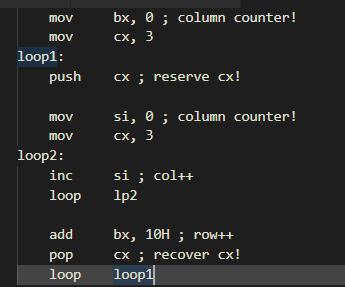 mov bx, 0 ; column counter!
mov cx, 3
loop1:
push cx ; reserve cx!
mov si, 0 ; column counter!
mov cx, 3
loop2:
inc si ; col++
loop lp2
add bx, 10H ; row++
pop cx ; recover cx!
loop loop1